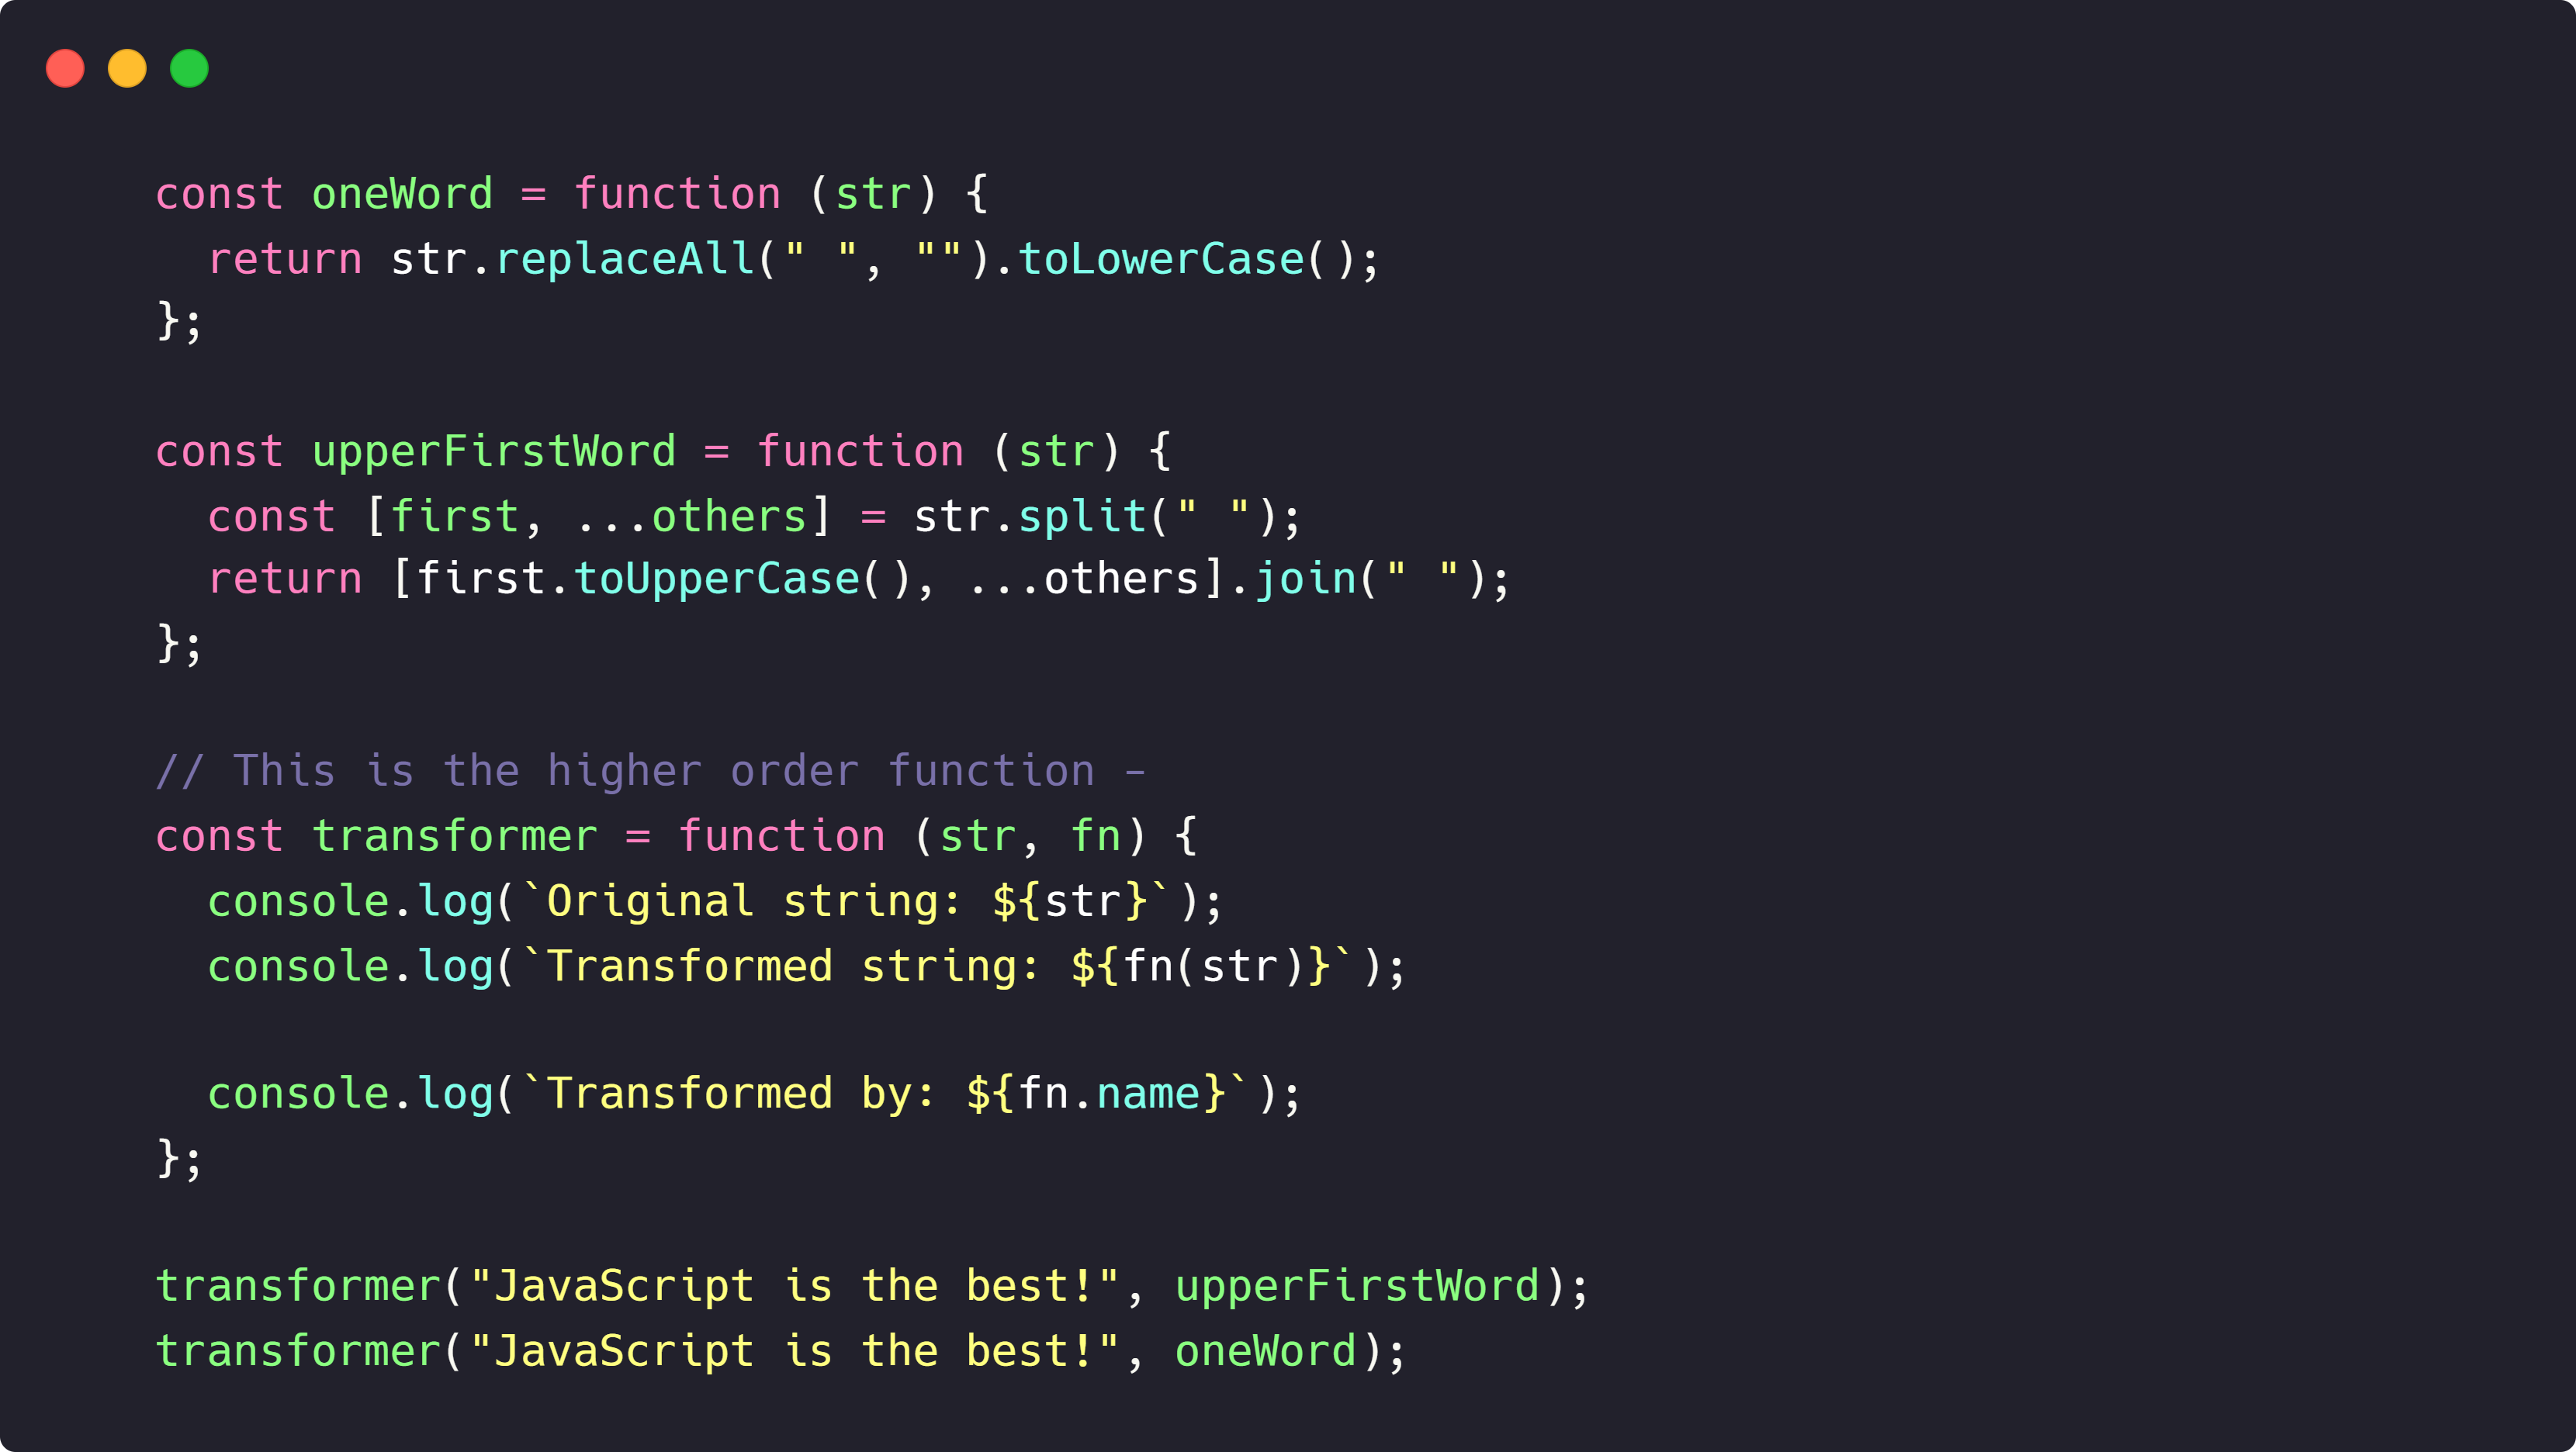 const oneWord = function (str) {
  return str.replaceAll(" ", "").toLowerCase();
};
const upperFirstWord = function (str) {
  const [first, ...others] = str.split(" ");
  return [first.toUpperCase(), ...others].join(" ");
};
// This is the higher order function -
const transformer = function (str, fn) {
  console.log(`Original string: ${str}`);
  console.log(`Transformed string: ${fn(str)}`);
  console.log(`Transformed by: ${fn.name}`);
};
transformer("JavaScript is the best!", upperFirstWord);
transformer("JavaScript is the best!", oneWord);